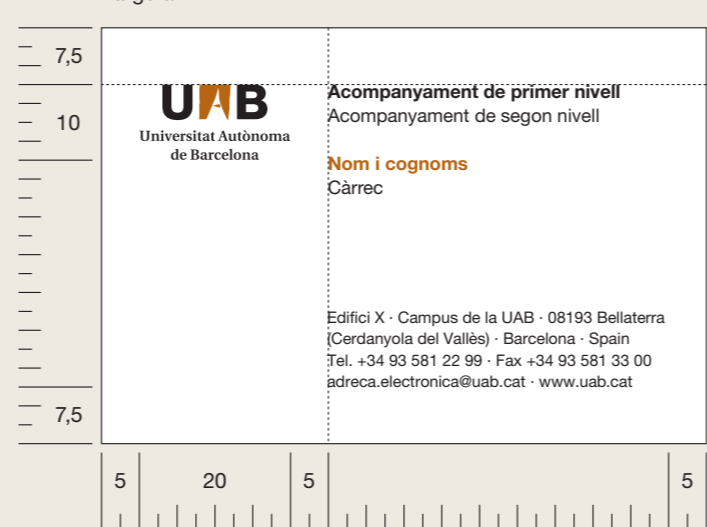 7,5
10
7,5
UAB
Universitat Autònoma
de Barcelona
Acompanyament de primer nivell
Acompanyament de segon nivell
Nom i cognoms
Càrrec
Edifici X · Campus de la UAB · 08193 Bellaterra
(Cerdanyola del Vallès) · Barcelona · Spain
Tel. +34 93 581 22 99 · Fax +34 93 581 33 00
adreca.electronica@uab.cat · www.uab.cat
5 20 5 5